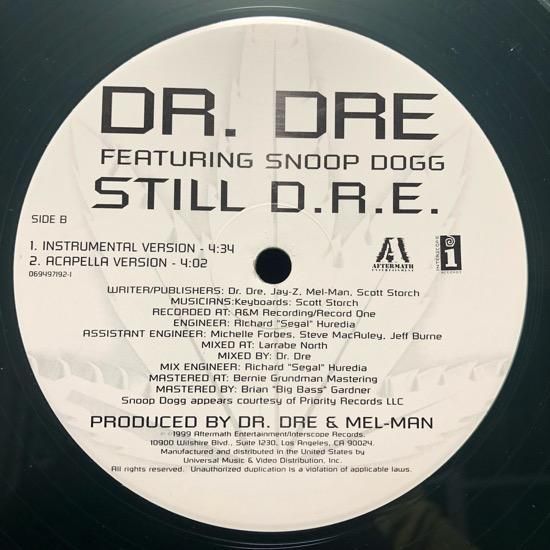 DR. DRE
FEATURING SNOOP DOGG
STILL D.R.E.
SIDE B
1. INSTRUMENTAL VERSION - 4:34
2. ACAPELLA VERSION - 4:02
069497192-1
AFTERMATH
ENTERTAINMENT
INTERSCOPE
RECORDS
WRITER/PUBLISHERS: Dr. Dre, Jay-Z, Mel-Man, Scott Storch
MUSICIANS:Keyboards: Scott Storch
RECORDED AT: A&M Recording/Record One
ENGINEER: Richard "Segal" Huredia
ASSISTANT ENGINEER: Michelle Forbes, Steve MacAuley, Jeff Burne
MIXED AT: Larrabe North
MIXED BY: Dr. Dre
MIX ENGINEER: Richard "Segal" Huredia
MASTERED AT: Bernie Grundman Mastering
MASTERED BY: Brian "Big Bass" Gardner
Snoop Dogg appears courtesy of Priority Records LLC
PRODUCED BY DR. DRE & MEL-MAN
℗1999 Aftermath Entertainment/Interscope Records.
10900 Wilshire Blvd., Suite 1230, Los Angeles, CA 90024.
Manufactured and distributed in the United States by
Universal Music & Video Distribution, Inc.
All rights reserved. Unauthorized duplication is a violation of applicable laws.